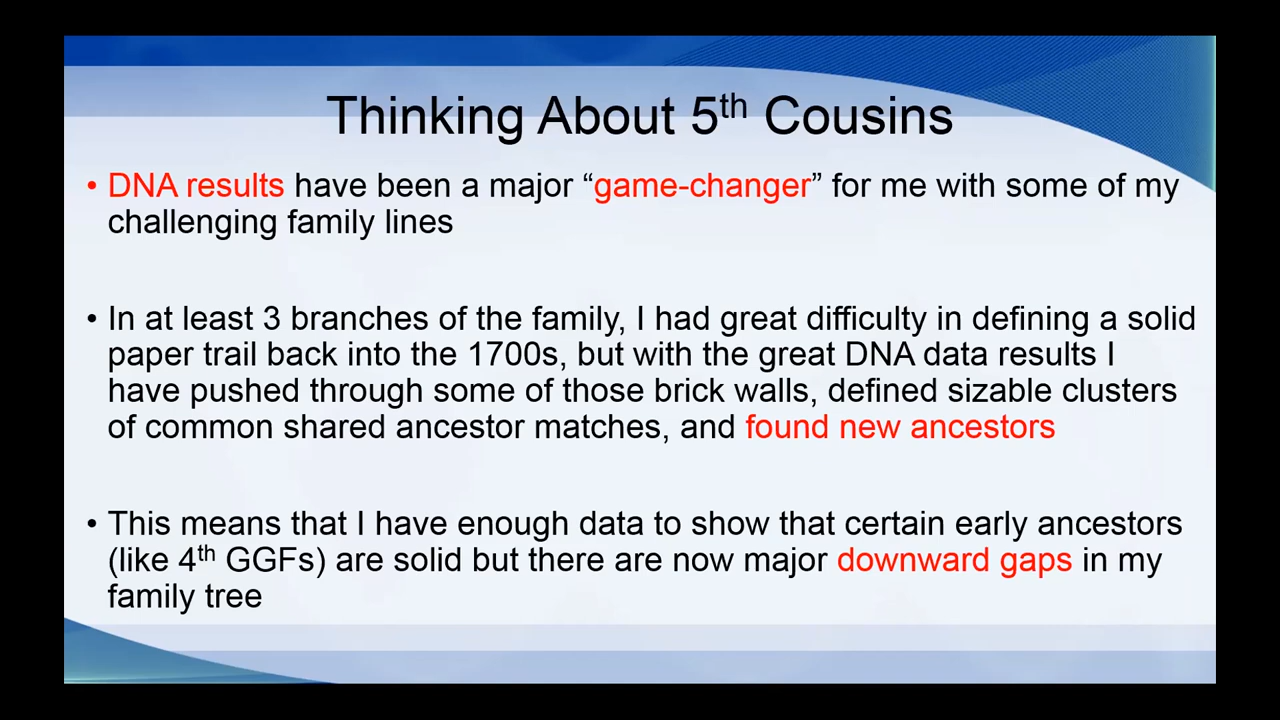 Thinking About 5th Cousins
• DNA results have been a major “game-changer” for me with some of my
challenging family lines
• In at least 3 branches of the family, I had great difficulty in defining a solid
paper trail back into the 1700s, but with the great DNA data results I
have pushed through some of those brick walls, defined sizable clusters
of common shared ancestor matches, and found new ancestors
• This means that I have enough data to show that certain early ancestors
(like 4th GGFs) are solid but there are now major downward gaps in my
family tree